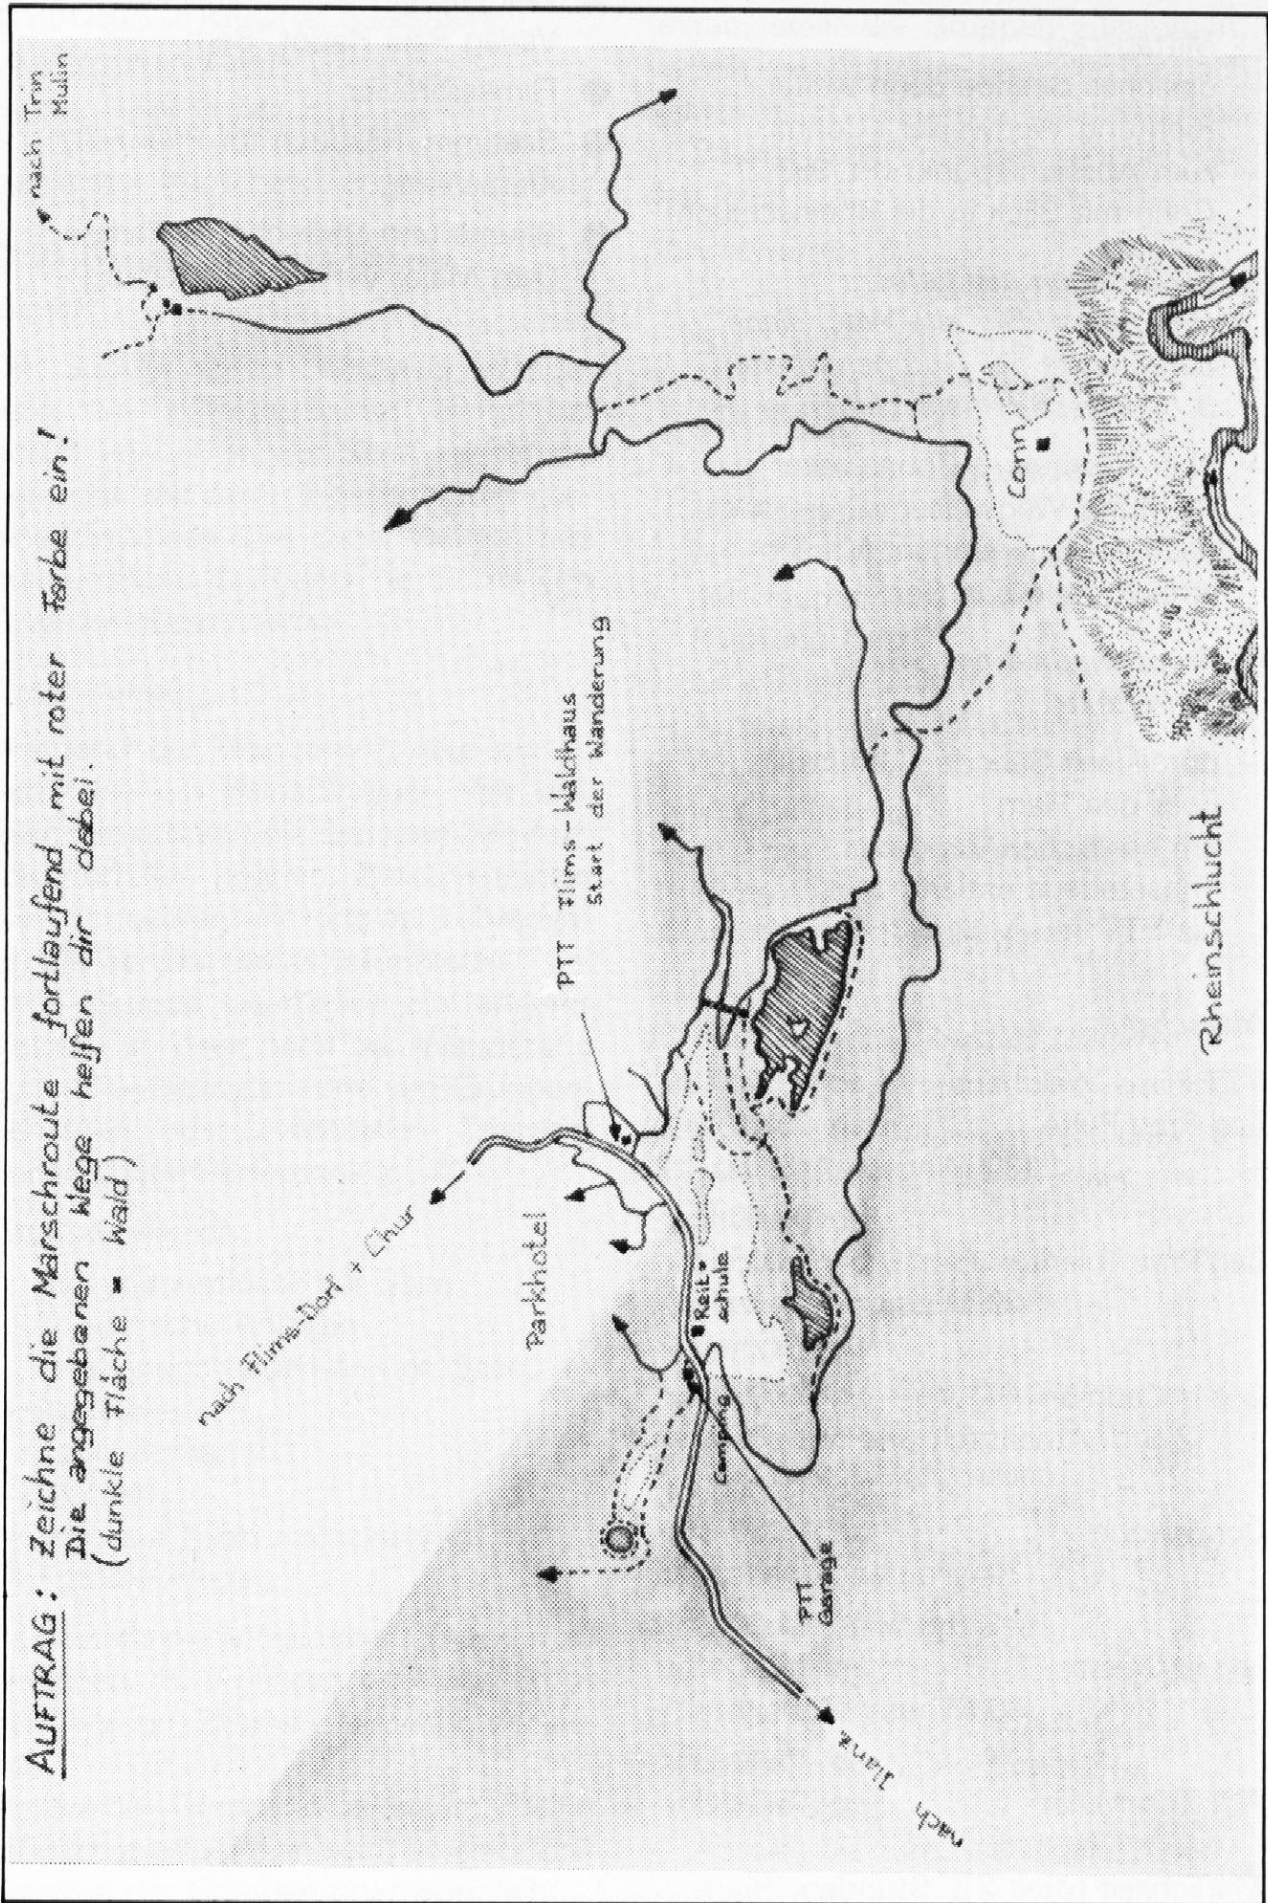 AUFTRAG: Zeichne die Marschroute fortlaufend mit roter Farbe ein!
Die angegebenen Wege helfen dir dabei.
(dunkle Fläche = Wald)
nach Trin
Mulin
nach Flims-Dorf + Chur
PTT Flims-Waldhaus
Start der Wanderung
Parkhotel
Reit=
schule
Camping
PTT
Garage
nach Ilanz
Conn
Rheinschlucht